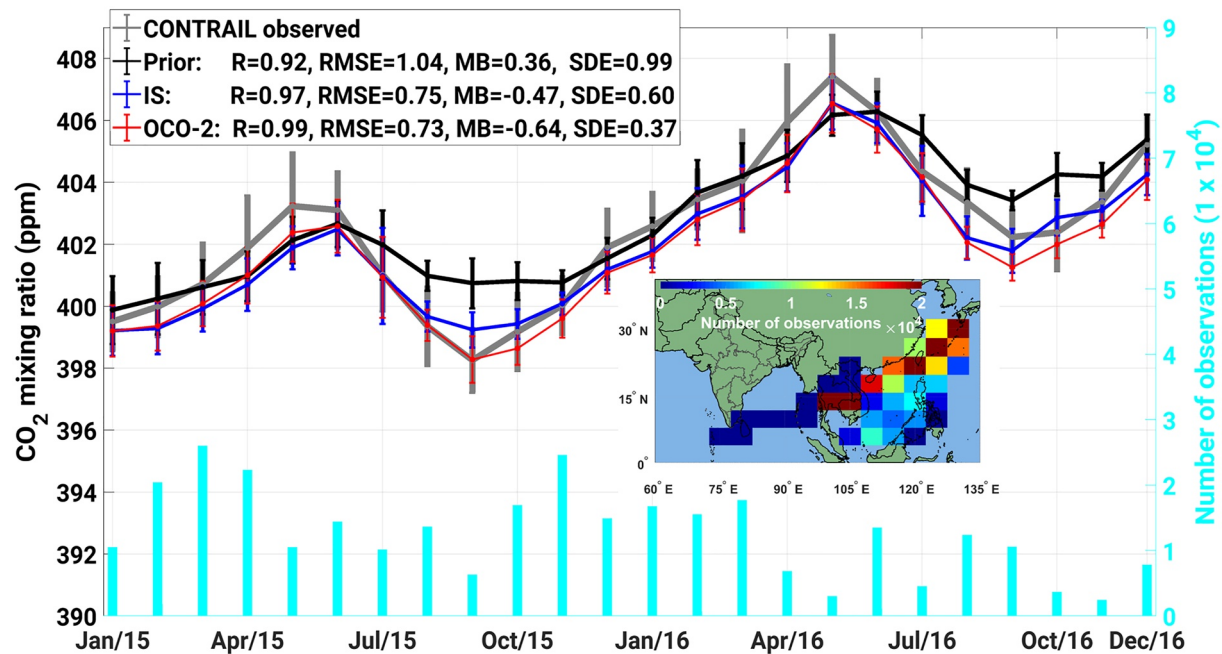 CONTRAIL observed
Prior: R=0.92, RMSE=1.04, MB=0.36, SDE=0.99
IS: R=0.97, RMSE=0.75, MB=-0.47, SDE=0.60
OCO-2: R=0.99, RMSE=0.73, MB=-0.64, SDE=0.37
CO2 mixing ratio (ppm)
408
406
404
402
400
398
396
394
392
390
Jan/15 Apr/15 Jul/15 Oct/15 Jan/16 Apr/16 Jul/16 Oct/16 Dec/16
9
8
7
6
5
4
3
2
1
0
Number of observations (1 x 10^4)
0 0.5 1 1.5 2
Number of observations ×10^4
30° N
15° N
0°
60° E 75° E 90° E 105° E 120° E 135° E